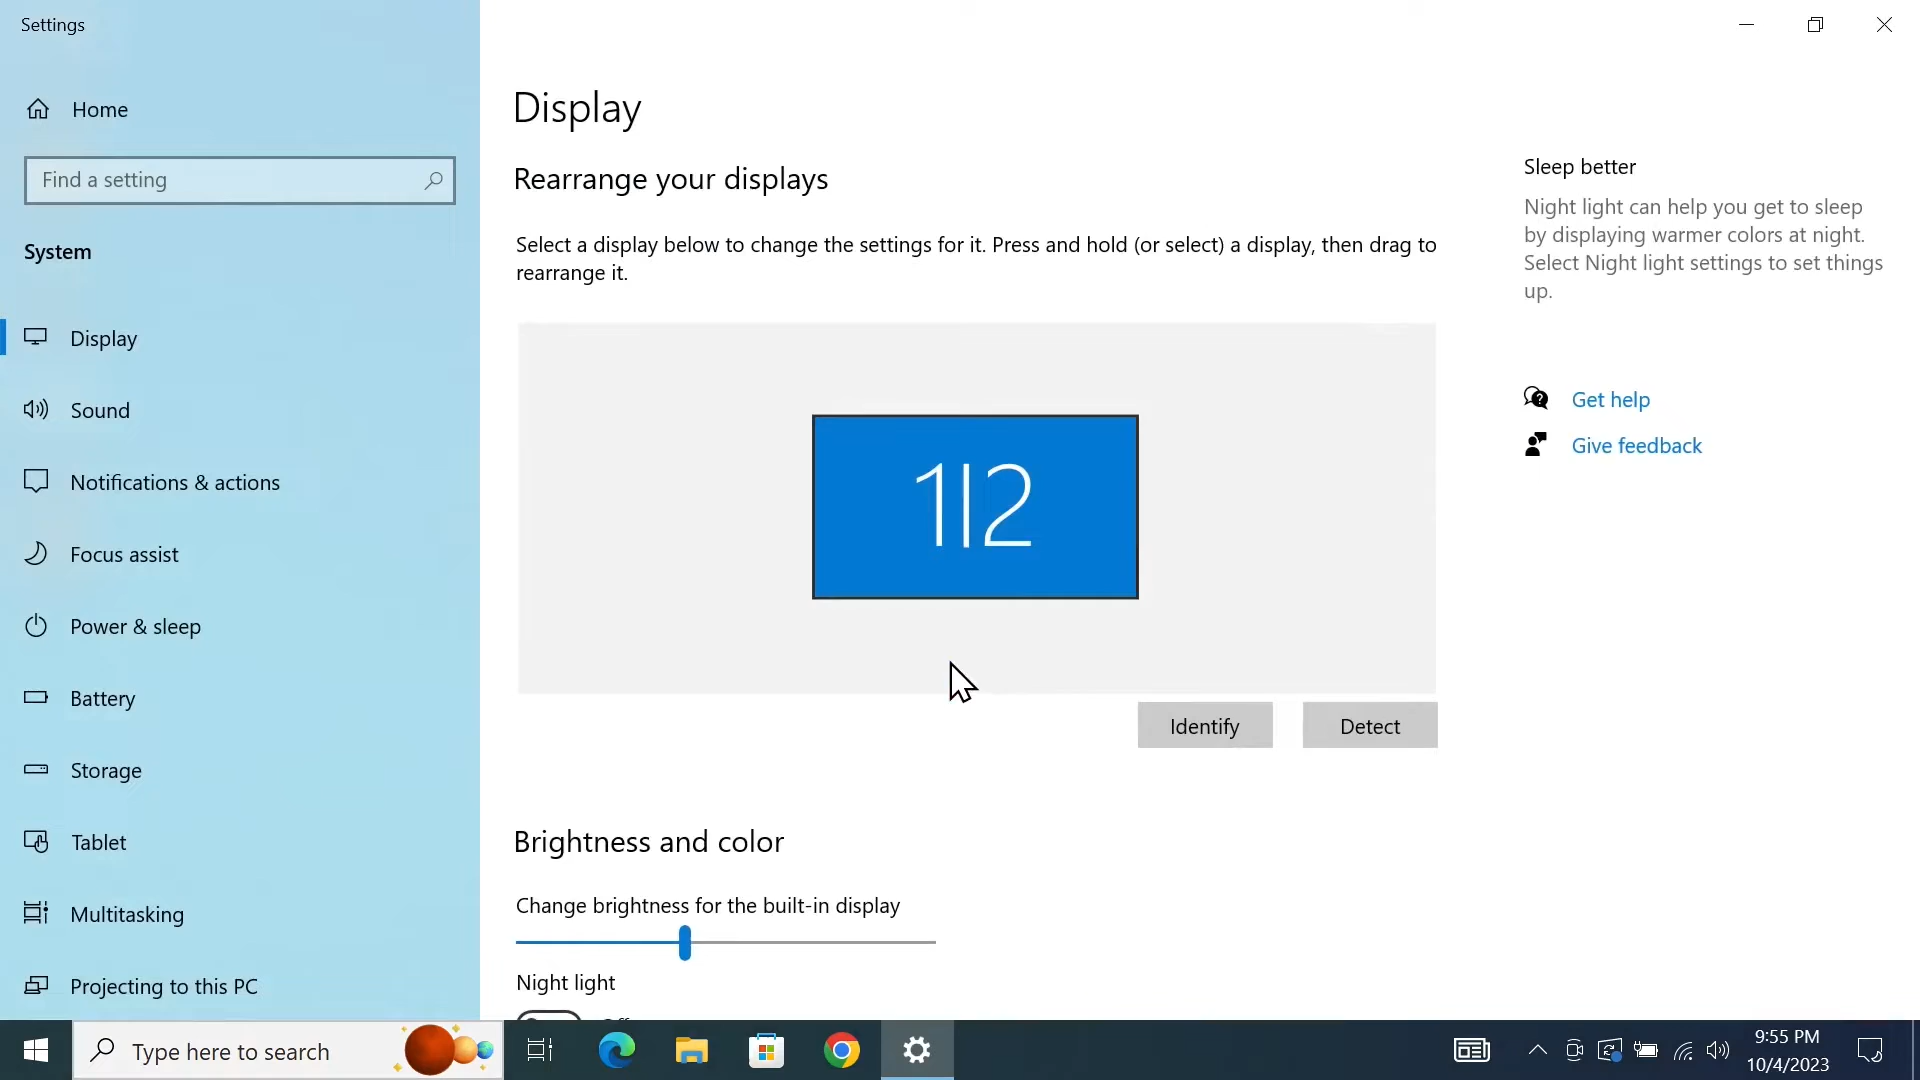 Settings
Home
Find a setting
System
Display
Sound
Notifications & actions
Focus assist
Power & sleep
Battery
Storage
Tablet
Multitasking
Projecting to this PC
Display
Rearrange your displays
Select a display below to change the settings for it. Press and hold (or select) a display, then drag to
rearrange it.
1|2
Identify
Detect
Brightness and color
Change brightness for the built-in display
Night light
Sleep better
Night light can help you get to sleep
by displaying warmer colors at night.
Select Night light settings to set things
up.
Get help
Give feedback
Type here to search
9:55 PM
10/4/2023